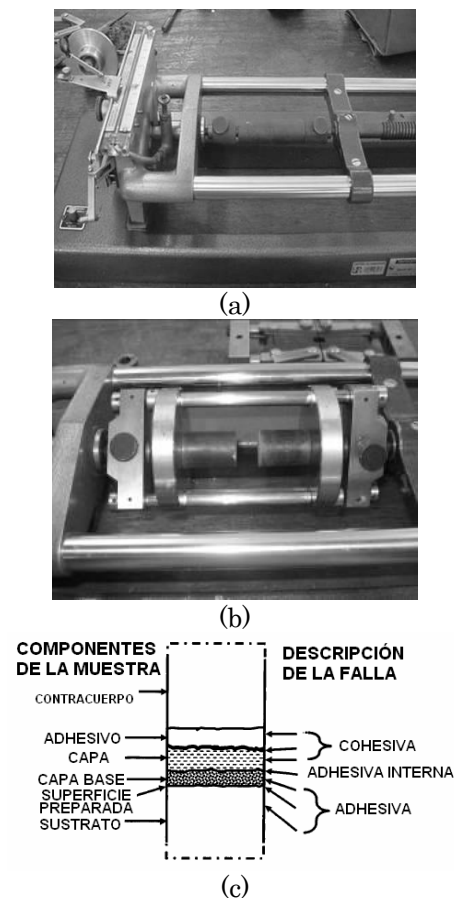 (a)
(b)
COMPONENTES
DE LA MUESTRA
CONTRACUERPO
ADHESIVO
CAPA
CAPA BASE
SUPERFICIE
PREPARADA
SUSTRATO
DESCRIPCIÓN
DE LA FALLA
COHESIVA
ADHESIVA INTERNA
ADHESIVA
(c)